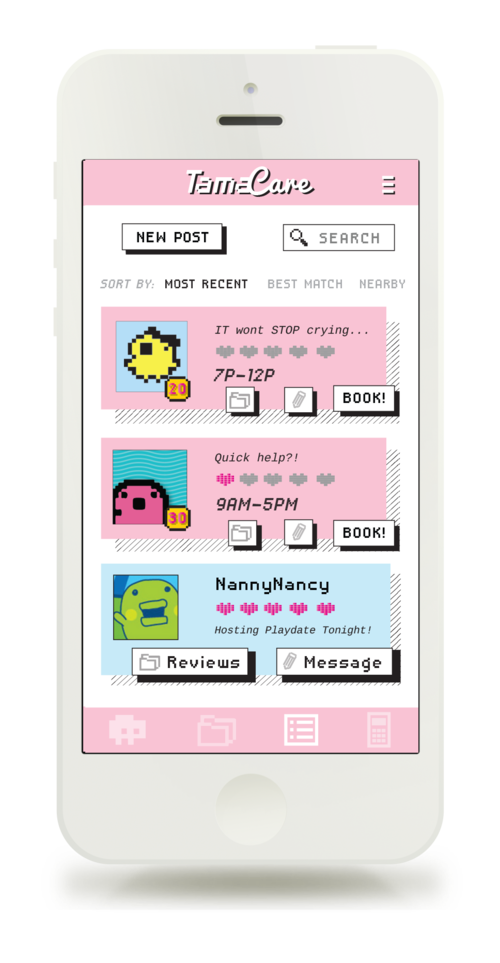 TamaCare
NEW POST
SEARCH
SORT BY: MOST RECENT BEST MATCH NEARBY
IT wont STOP crying...
7P-12P
20
BOOK!
Quick help?!
9AM-5PM
30
BOOK!
NannyNancy
Hosting Playdate Tonight!
Reviews
Message